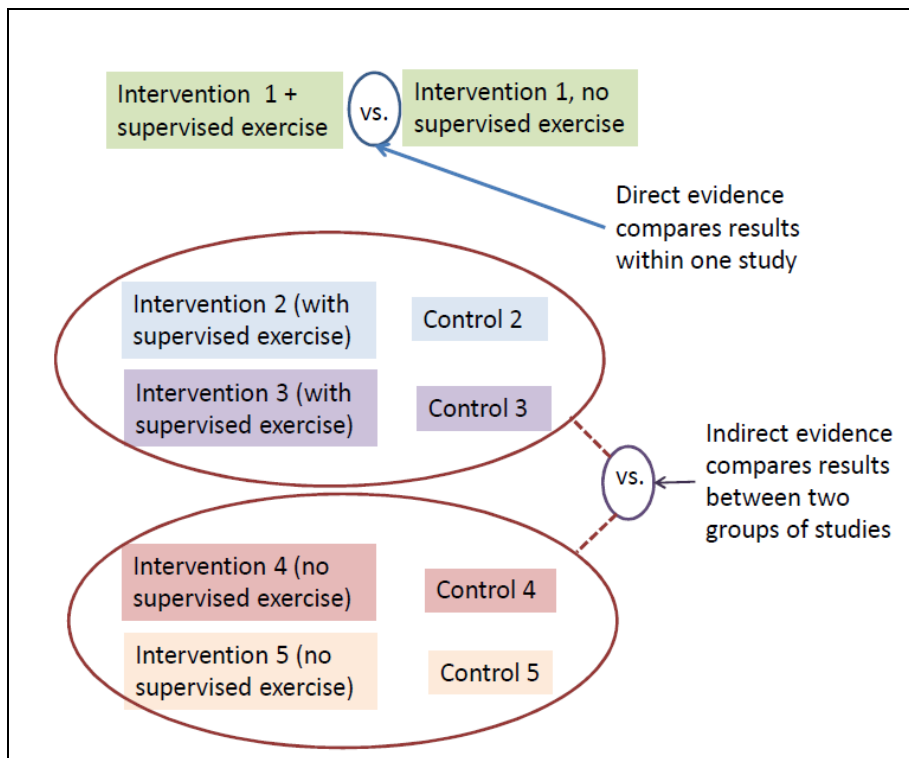 Intervention 1 +
supervised exercise
vs.
Intervention 1, no
supervised exercise
Direct evidence
compares results
within one study
Intervention 2 (with
supervised exercise)
Control 2
Intervention 3 (with
supervised exercise)
Control 3
vs.
Indirect evidence
compares results
between two
groups of studies
Intervention 4 (no
supervised exercise)
Control 4
Intervention 5 (no
supervised exercise)
Control 5